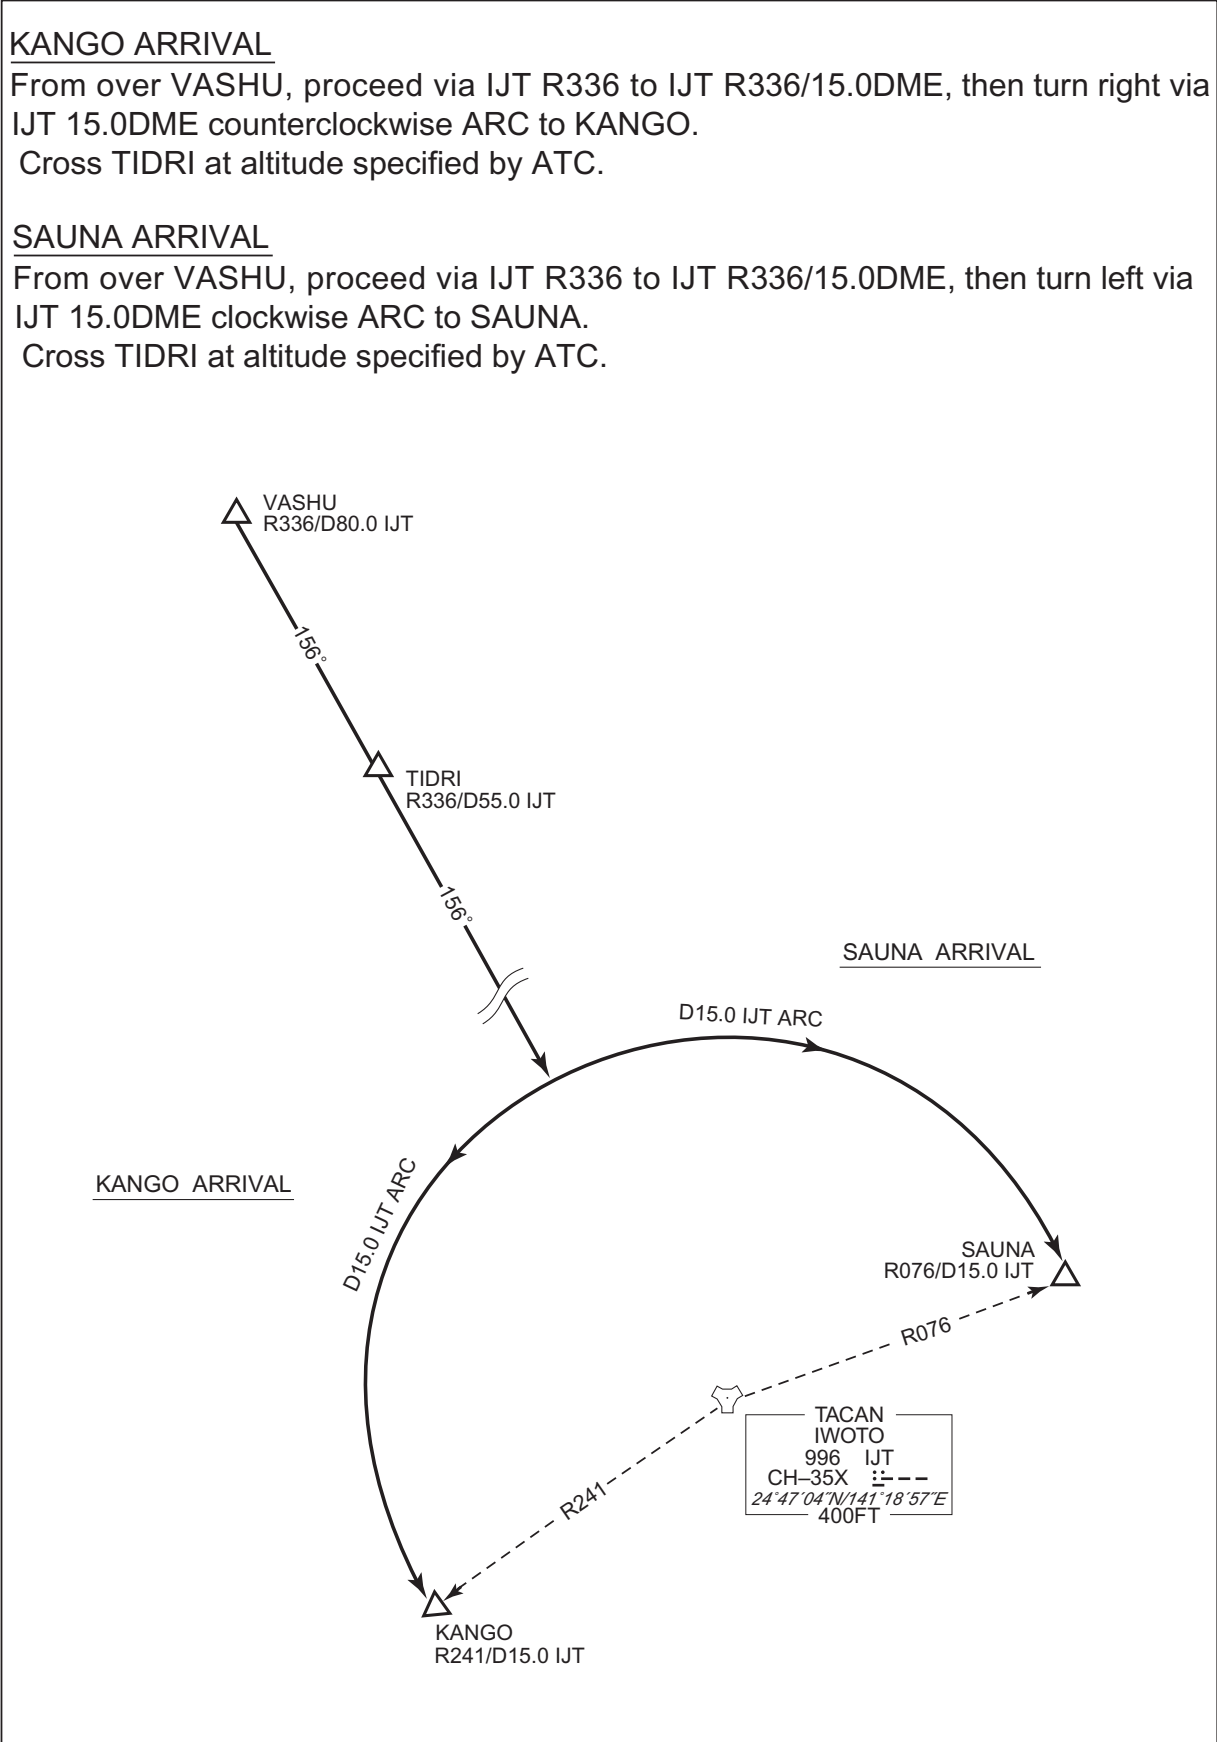 KANGO ARRIVAL
From over VASHU, proceed via IJT R336 to IJT R336/15.0DME, then turn right via
IJT 15.0DME counterclockwise ARC to KANGO.
Cross TIDRI at altitude specified by ATC.
SAUNA ARRIVAL
From over VASHU, proceed via IJT R336 to IJT R336/15.0DME, then turn left via
IJT 15.0DME clockwise ARC to SAUNA.
Cross TIDRI at altitude specified by ATC.
VASHU
R336/D80.0 IJT
156°
TIDRI
R336/D55.0 IJT
156°
SAUNA ARRIVAL
D15.0 IJT ARC
KANGO ARRIVAL
D15.0 IJT ARC
SAUNA
R076/D15.0 IJT
R076
TACAN
IWOTO
996 IJT
CH–35X
24°47′04″N/141°18′57″E
400FT
R241
KANGO
R241/D15.0 IJT